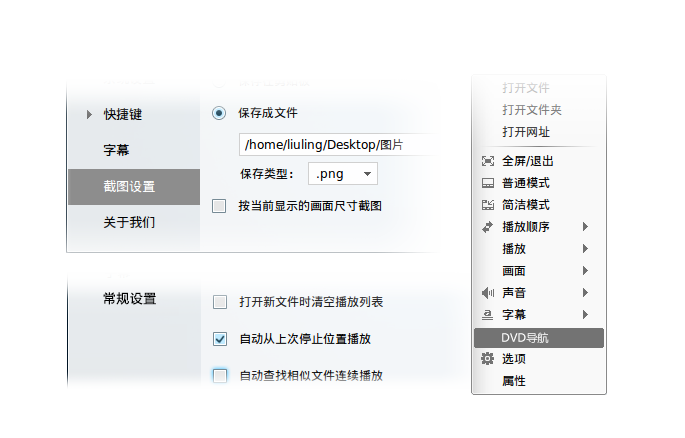 快捷键
字幕
截图设置
关于我们
保存成文件
/home/liuling/Desktop/图片
保存类型： .png
按当前显示的画面尺寸截图
常规设置
打开新文件时清空播放列表
自动从上次停止位置播放
自动查找相似文件连续播放
打开文件
打开文件夹
打开网址
全屏/退出
普通模式
简洁模式
播放顺序
播放
画面
声音
字幕
DVD导航
选项
属性